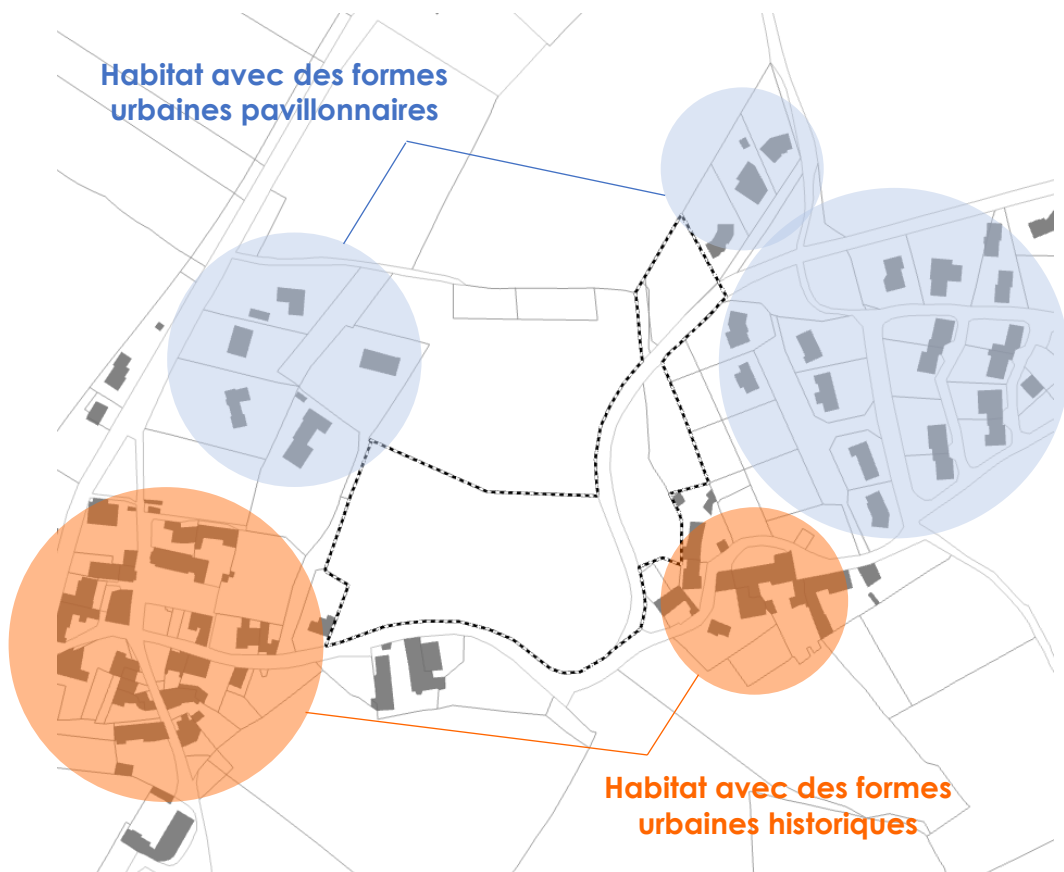 Habitat avec des formes
urbaines pavillonnaires
Habitat avec des formes
urbaines historiques